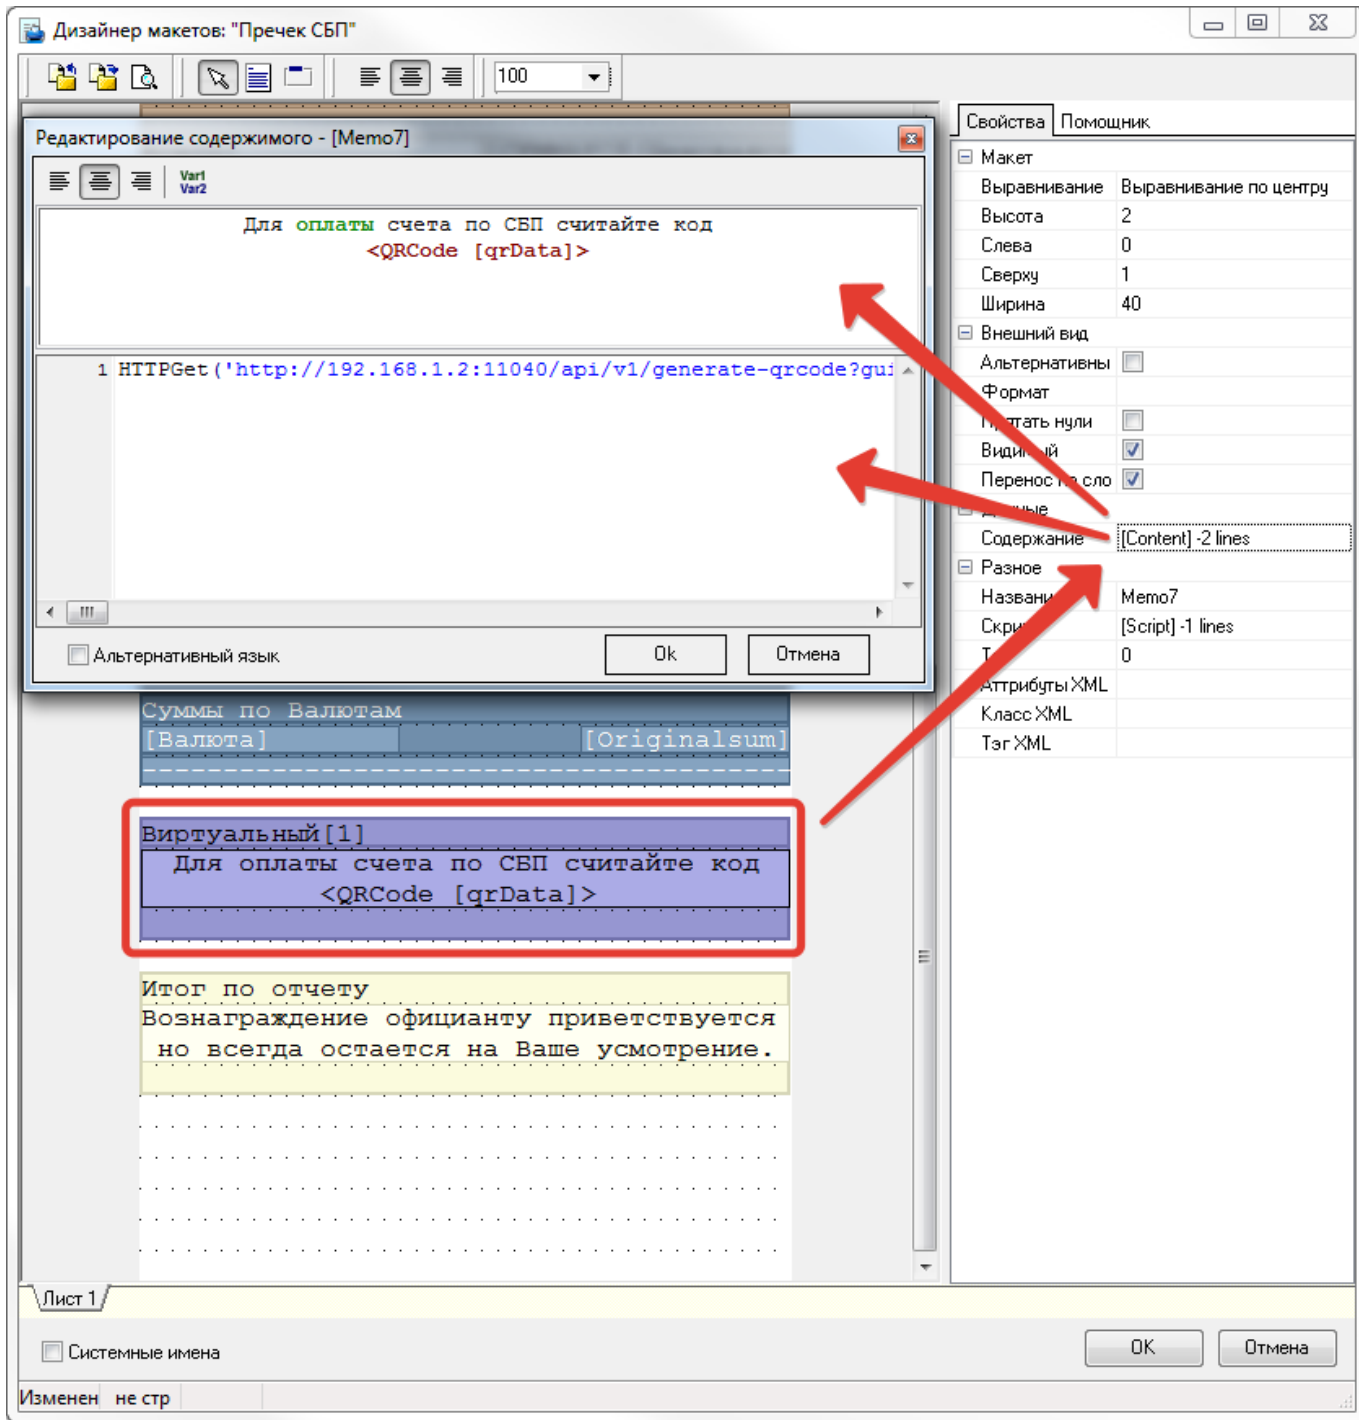 Дизайнер макетов: "Пречек СБП"
100
Редактирование содержимого - [Memo7]
Var1
Var2
Для оплаты счета по СБП считайте код
<QRCode [qrData]>
1 HTTPGet('http://192.168.1.2:11040/api/v1/generate-qrcode?gui
Альтернативный язык
Ok
Отмена
Суммы по Валютам
[Валюта] [Originalsum]
----------------------------------------
Виртуальный[1]
Для оплаты счета по СБП считайте код
<QRCode [qrData]>
Итог по отчету
Вознаграждение официанту приветствуется
но всегда остается на Ваше усмотрение.
Лист 1
Системные имена
Изменен не стр
Свойства Помощник
Макет
Выравнивание Выравнивание по центру
Высота 2
Слева 0
Сверху 1
Ширина 40
Внешний вид
Альтернативны
Формат
нули
Перенос сло
Содержание [Content] -2 lines
Разное
Memo7
[Script] -1 lines
0
Аттрибуты XML
Класс XML
Тэг XML
OK
Отмена